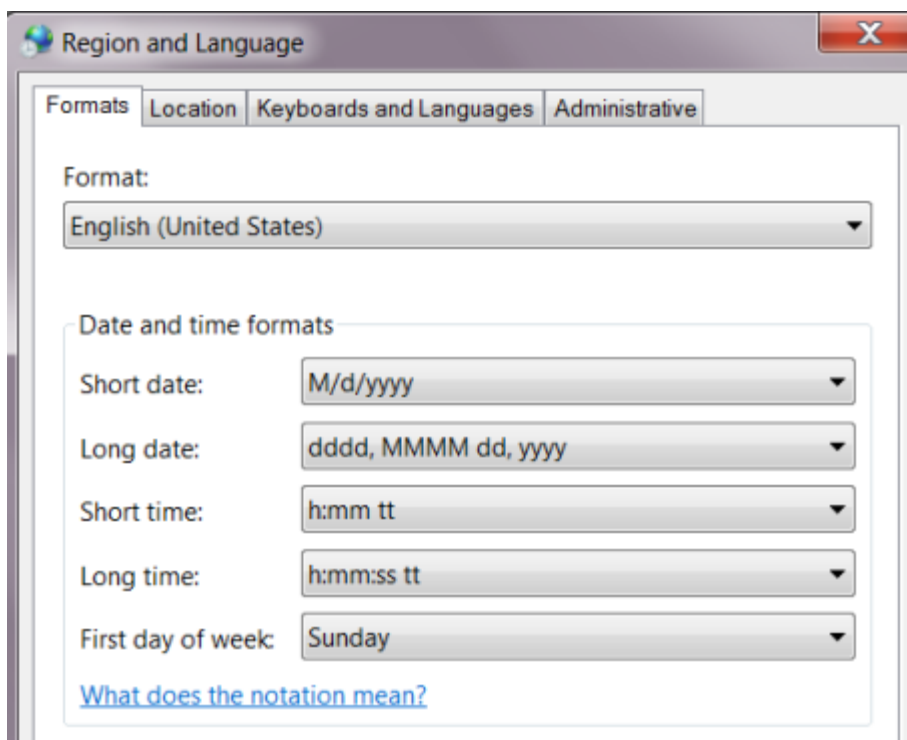 Region and Language
Formats Location Keyboards and Languages Administrative
Format:
English (United States)
Date and time formats
Short date: M/d/yyyy
Long date: dddd, MMMM dd, yyyy
Short time: h:mm tt
Long time: h:mm:ss tt
First day of week: Sunday
What does the notation mean?